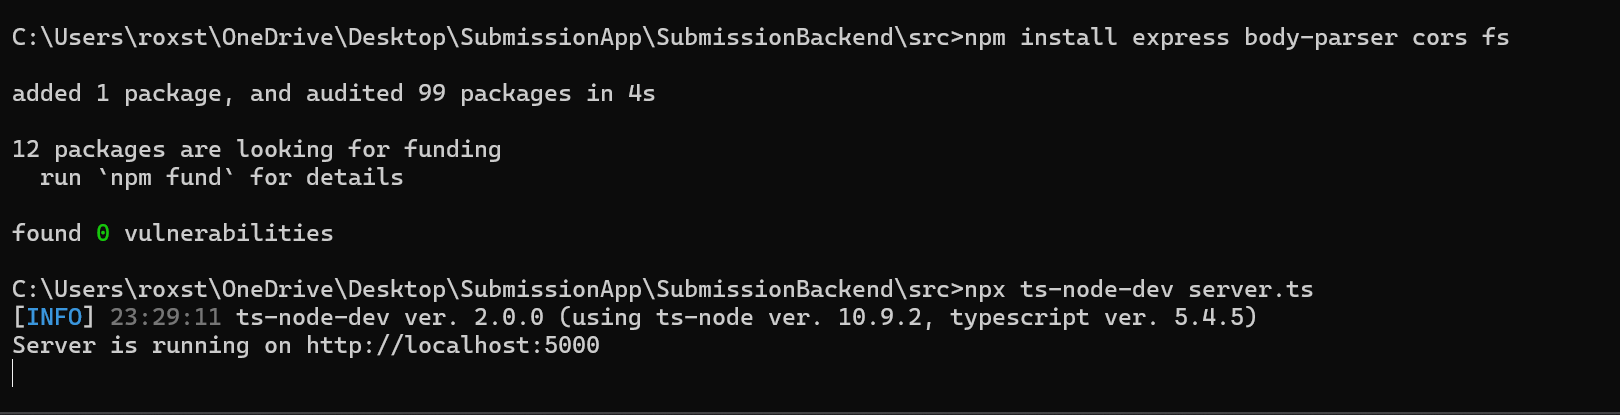 C:\Users\roxst\OneDrive\Desktop\SubmissionApp\SubmissionBackend\src>npm install express body-parser cors fs
added 1 package, and audited 99 packages in 4s
12 packages are looking for funding
  run `npm fund` for details
found 0 vulnerabilities
C:\Users\roxst\OneDrive\Desktop\SubmissionApp\SubmissionBackend\src>npx ts-node-dev server.ts
[INFO] 23:29:11 ts-node-dev ver. 2.0.0 (using ts-node ver. 10.9.2, typescript ver. 5.4.5)
Server is running on http://localhost:5000